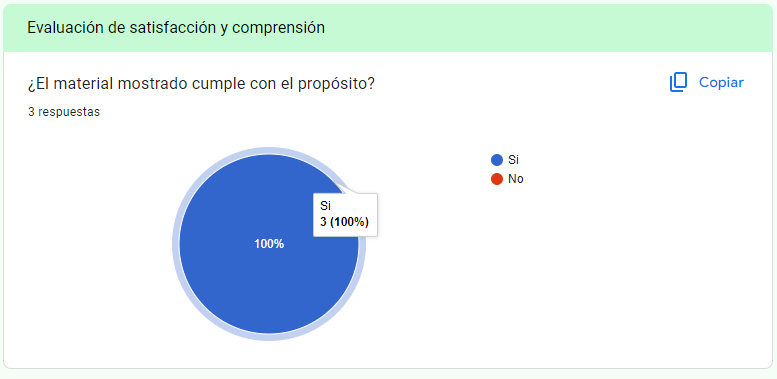 Evaluación de satisfacción y comprensión
¿El material mostrado cumple con el propósito?
Copiar
3 respuestas
Si
No
Si
3 (100%)
100%